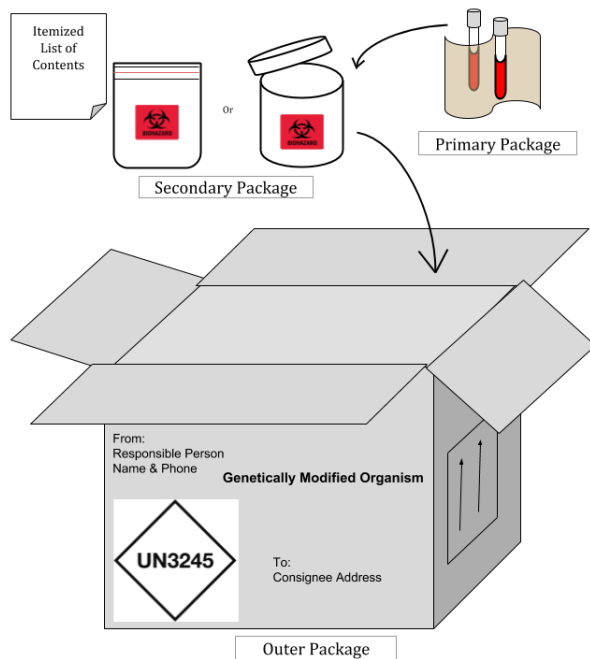 Itemized
List of
Contents
BIOHAZARD
Or
BIOHAZARD
Primary Package
Secondary Package
From:
Responsible Person
Name & Phone
Genetically Modified Organism
UN3245
To:
Consignee Address
Outer Package